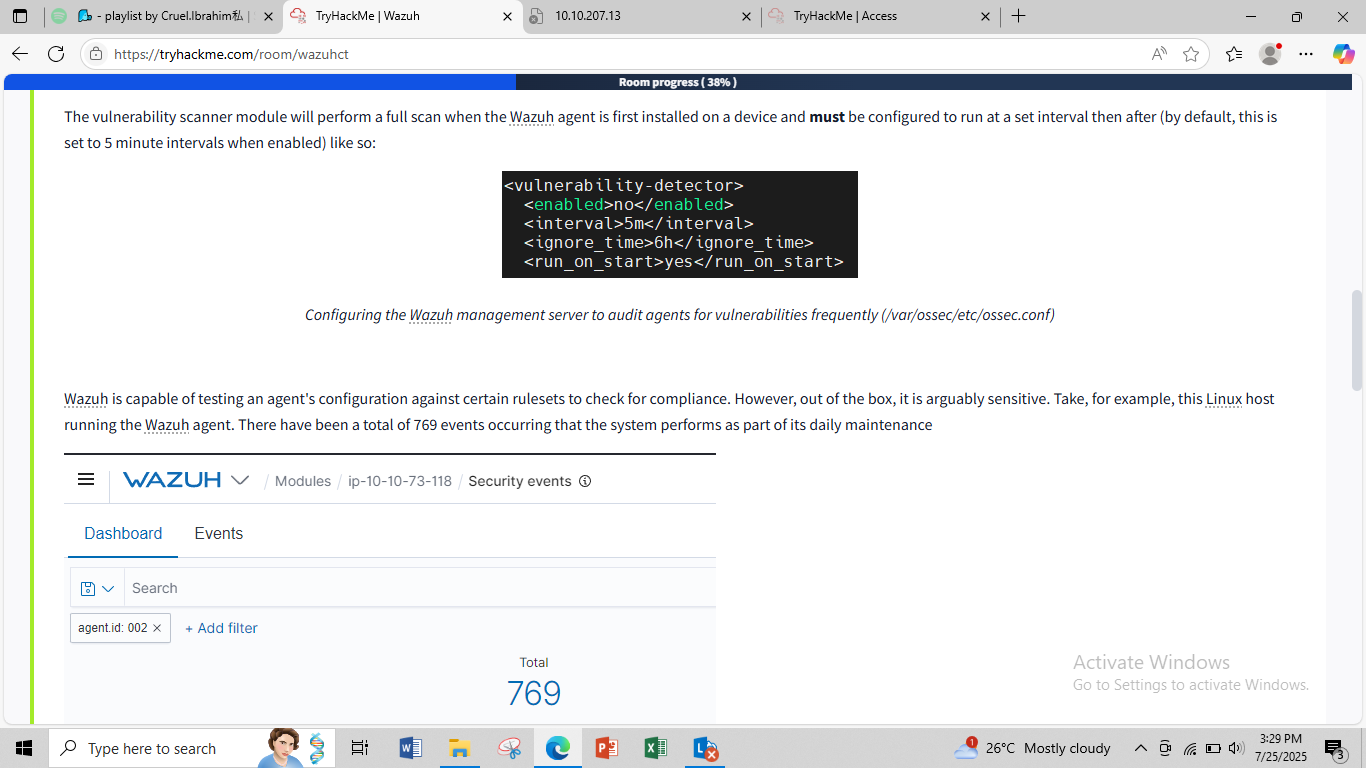 - playlist by Cruel.Ibrahim私 |
TryHackMe | Wazuh
10.10.207.13
TryHackMe | Access
https://tryhackme.com/room/wazuhct
Room progress ( 38% )
The vulnerability scanner module will perform a full scan when the Wazuh agent is first installed on a device and must be configured to run at a set interval then after (by default, this is
set to 5 minute intervals when enabled) like so:
<vulnerability-detector>
<enabled>no</enabled>
<interval>5m</interval>
<ignore_time>6h</ignore_time>
<run_on_start>yes</run_on_start>
Configuring the Wazuh management server to audit agents for vulnerabilities frequently (/var/ossec/etc/ossec.conf)
Wazuh is capable of testing an agent's configuration against certain rulesets to check for compliance. However, out of the box, it is arguably sensitive. Take, for example, this Linux host
running the Wazuh agent. There have been a total of 769 events occurring that the system performs as part of its daily maintenance
WAZUH / Modules / ip-10-10-73-118 / Security events
Dashboard Events
Search
agent.id: 002 × + Add filter
Total
769
Activate Windows
Go to Settings to activate Windows.
Type here to search
1 26°C Mostly cloudy
3:29 PM
7/25/2025
3